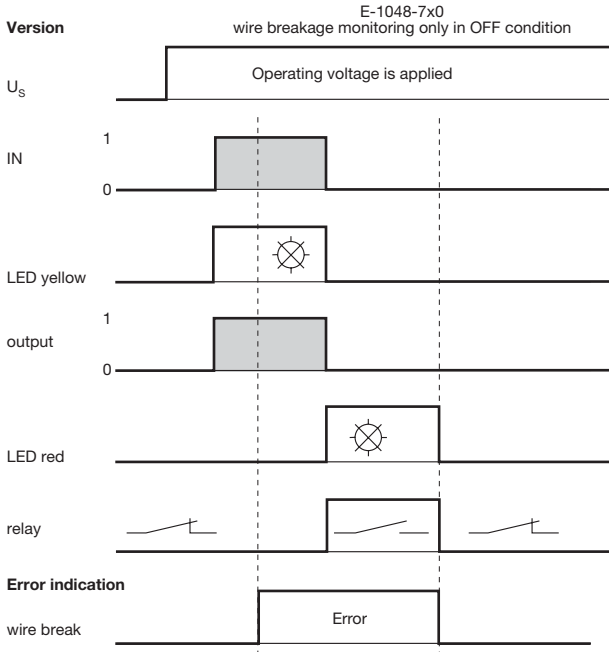 E-1048-7x0
Version wire breakage monitoring only in OFF condition
Operating voltage is applied
US
1
IN
0
LED yellow
1
output
0
LED red
relay
Error indication
Error
wire break